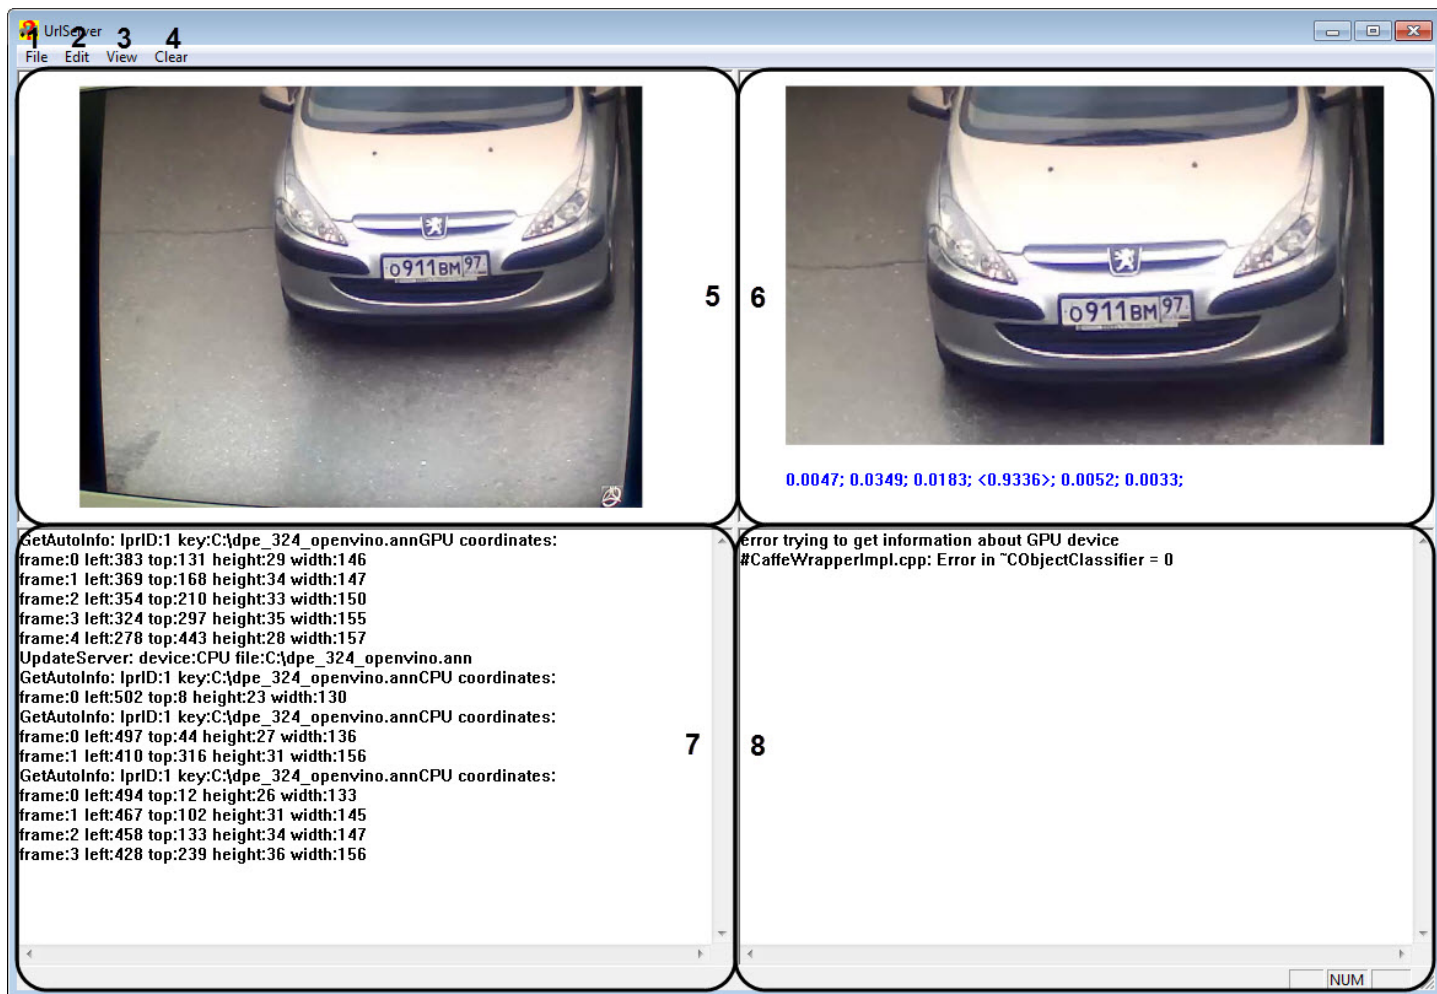 UrlServer
1 2 3 4
File Edit View Clear
О911ВМ 97
5
О911ВМ 97
6
0.0047; 0.0349; 0.0183; <0.9336>; 0.0052; 0.0033;
GetAutoInfo: lprID:1 key:C:\dpe_324_openvino.annGPU coordinates:
frame:0 left:383 top:131 height:29 width:146
frame:1 left:369 top:168 height:34 width:147
frame:2 left:354 top:210 height:33 width:150
frame:3 left:324 top:297 height:35 width:155
frame:4 left:278 top:443 height:28 width:157
UpdateServer: device:CPU file:C:\dpe_324_openvino.ann
GetAutoInfo: lprID:1 key:C:\dpe_324_openvino.annCPU coordinates:
frame:0 left:502 top:8 height:23 width:130
GetAutoInfo: lprID:1 key:C:\dpe_324_openvino.annCPU coordinates:
frame:0 left:497 top:44 height:27 width:136
frame:1 left:410 top:316 height:31 width:156
GetAutoInfo: lprID:1 key:C:\dpe_324_openvino.annCPU coordinates:
frame:0 left:494 top:12 height:26 width:133
frame:1 left:467 top:102 height:31 width:145
frame:2 left:458 top:133 height:34 width:147
frame:3 left:428 top:239 height:36 width:156
7
error trying to get information about GPU device
#CaffeWrapperImpl.cpp: Error in ~CObjectClassifier = 0
8
NUM